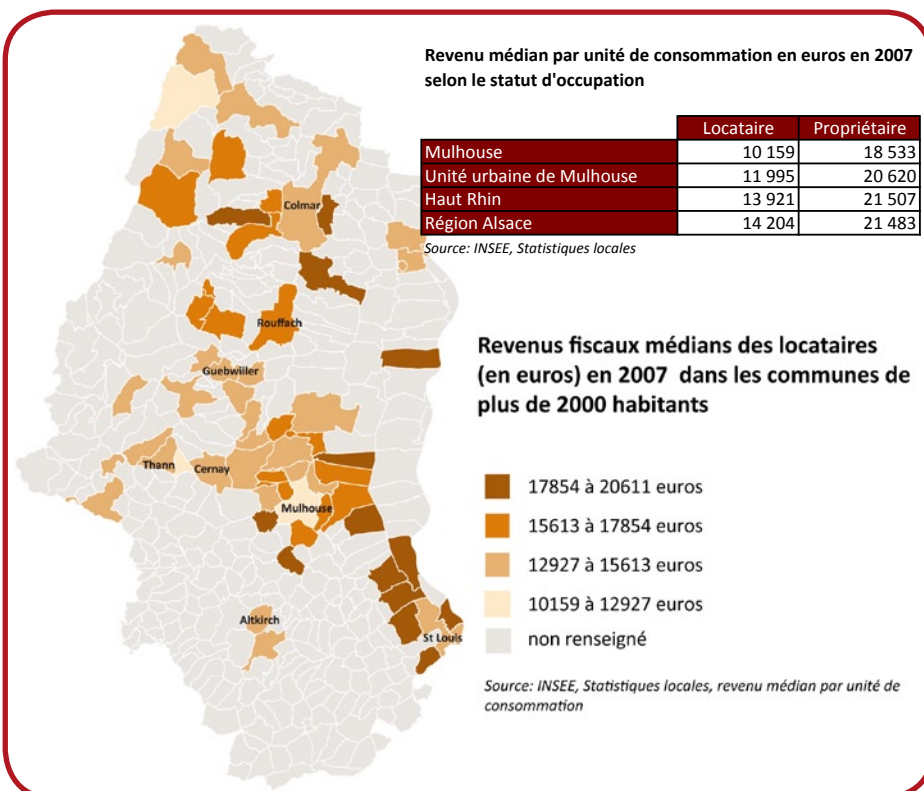 Revenu médian par unité de consommation en euros en 2007
selon le statut d'occupation
Locataire Propriétaire
Mulhouse 10 159 18 533
Unité urbaine de Mulhouse 11 995 20 620
Haut Rhin 13 921 21 507
Région Alsace 14 204 21 483
Source: INSEE, Statistiques locales
Colmar
Rouffach
Guebwiller
Thann
Cernay
Mulhouse
Altkirch
St Louis
Revenus fiscaux médians des locataires
(en euros) en 2007 dans les communes de
plus de 2000 habitants
17854 à 20611 euros
15613 à 17854 euros
12927 à 15613 euros
10159 à 12927 euros
non renseigné
Source: INSEE, Statistiques locales, revenu médian par unité de
consommation